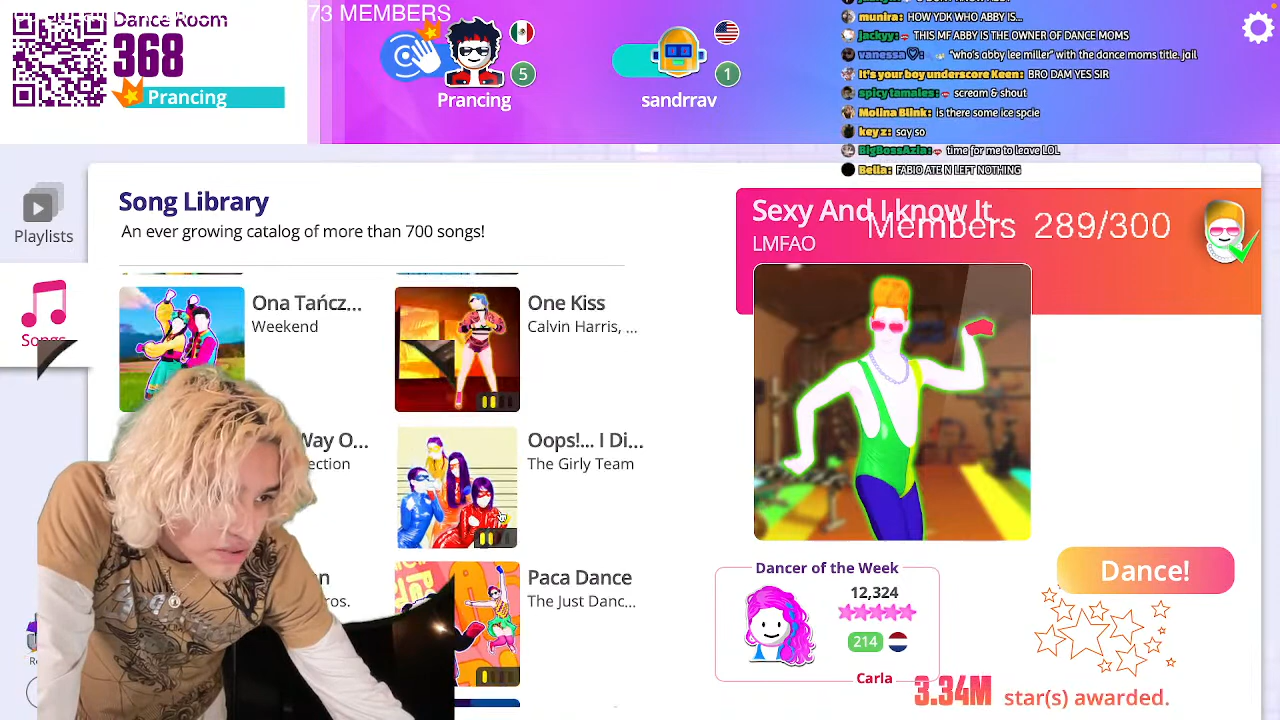 73 MEMBERS
Dance Room
368
Prancing
5
Prancing
1
sandrrav
munira: HOW YDK WHO ABBY IS...
jackyy: THIS MF ABBY IS THE OWNER OF DANCE MOMS
vanessa ♡: "who's abby lee miller" with the dance moms title. jail
It's your boy underscore Keen: BRO DAM YES SIR
spicy tamales: scream & shout
Molina Blink: is there some ice spcie
key z: say so
BigBossAzia: time for me to leave LOL
Bella: FABIO ATE N LEFT NOTHING
Playlists
Songs
Song Library
An ever growing catalog of more than 700 songs!
Ona Tańcz...
Weekend
One Kiss
Calvin Harris, ...
Way O...
ection
Oops!... I Di...
The Girly Team
ros.
Paca Dance
The Just Danc...
Sexy And I know It
LMFAO
Members 289/300
Dance!
Dancer of the Week
12,324
214
Carla
3.34M star(s) awarded.